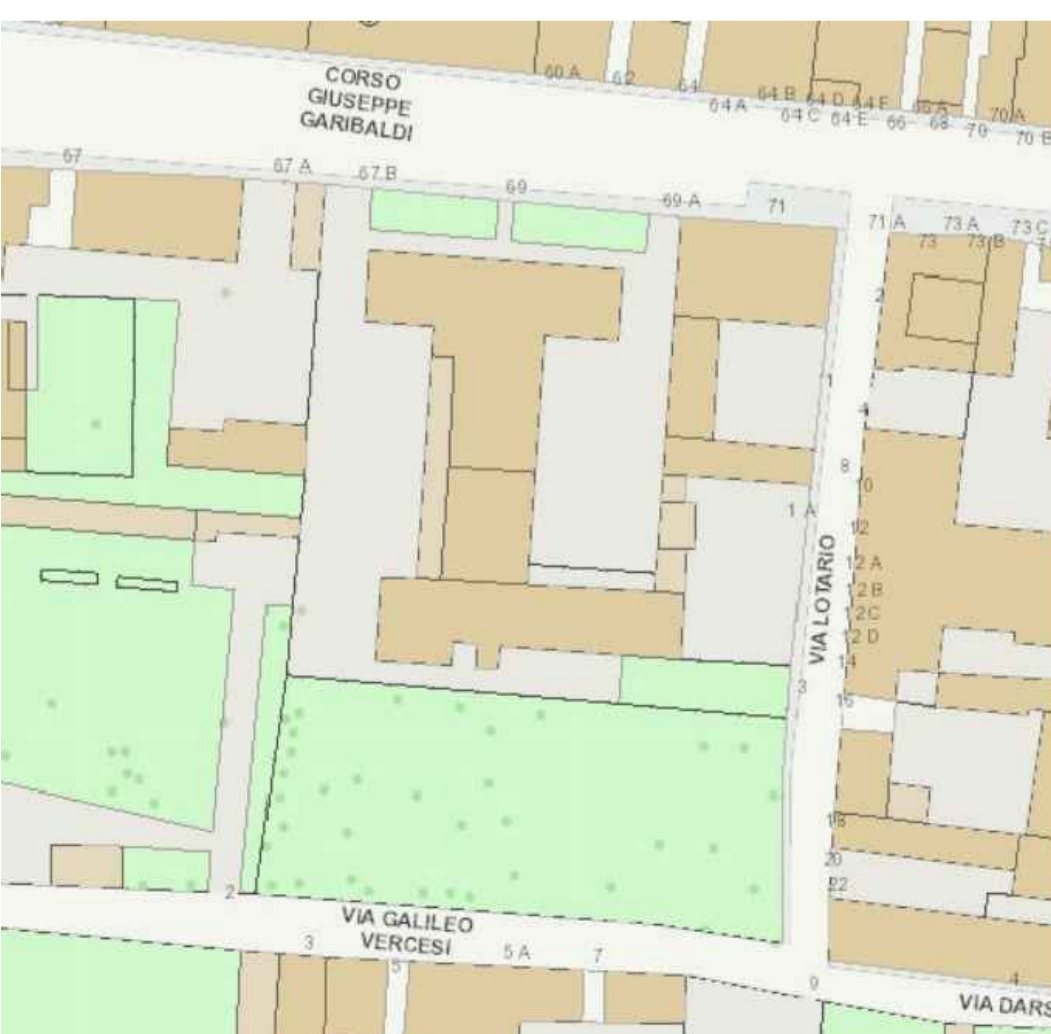 CORSO
GIUSEPPE
GARIBALDI
60 A
62
64
64 A
64 B
64 C
64 D
64 E
64 F
66
66 A
68
70
70 A
70 B
67
67 A
67 B
69
69 A
71
71 A
73
73 A
73 B
73 C
2
1
4
8
10
1 A
12
12 A
12 B
12 C
12 D
14
3
16
18
20
22
VIA LOTARIO
2
VIA GALILEO
VERCESI
3
5
5 A
7
9
4
VIA DARS